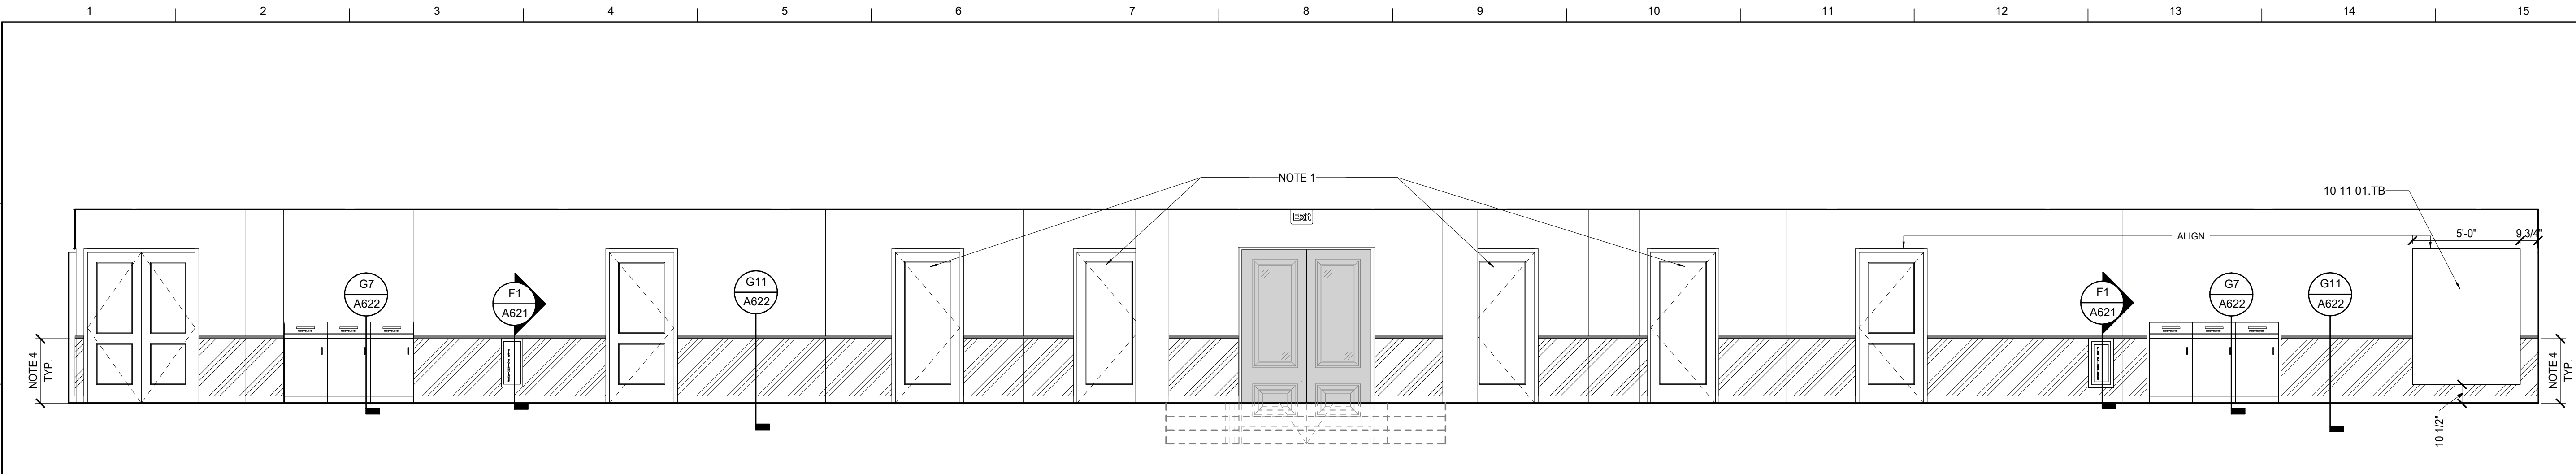 1 2 3 4 5 6 7 8 9 10 11 12 13 14 15
NOTE 1
10 11 01.TB
Exit
ALIGN
5'-0"
9 3/4"
G7
A622
F1
A621
G11
A622
F1
A621
G7
A622
G11
A622
NOTE 4
TYP.
NOTE 4
TYP.
10 1/2"